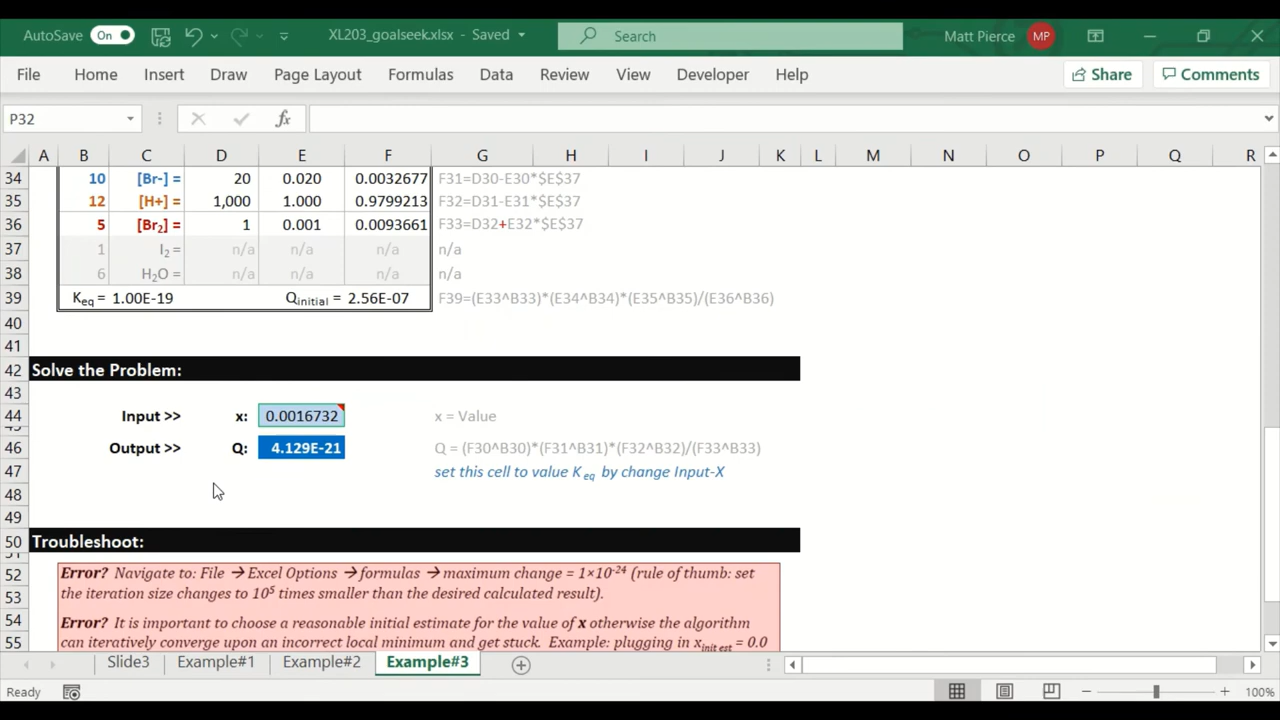 AutoSave On XL203_goalseek.xlsx - Saved Search Matt Pierce MP
File Home Insert Draw Page Layout Formulas Data Review View Developer Help Share Comments
P32 fx
A B C D E F G H I J K L M N O P Q R
34 10 [Br-] = 20 0.020 0.0032677 F31=D30-E30*$E$37
35 12 [H+] = 1,000 1.000 0.9799213 F32=D31-E31*$E$37
36 5 [Br2] = 1 0.001 0.0093661 F33=D32+E32*$E$37
37 1 I2 = n/a n/a n/a n/a
38 6 H2O = n/a n/a n/a n/a
39 Keq = 1.00E-19 Qinitial = 2.56E-07 F39=(E33^B33)*(E34^B34)*(E35^B35)/(E36^B36)
40
41
42 Solve the Problem:
43
44 Input >> x: 0.0016732 x = Value
45
46 Output >> Q: 4.129E-21 Q = (F30^B30)*(F31^B31)*(F32^B32)/(F33^B33)
47 set this cell to value Keq by change Input-X
48
49
50 Troubleshoot:
51
52 Error? Navigate to: File → Excel Options → formulas → maximum change = 1×10-24 (rule of thumb: set
53 the iteration size changes to 105 times smaller than the desired calculated result).
54 Error? It is important to choose a reasonable initial estimate for the value of x otherwise the algorithm
55 can iteratively converge upon an incorrect local minimum and get stuck. Example: plugging in xinit est = 0.0
Slide3 Example#1 Example#2 Example#3
Ready 100%